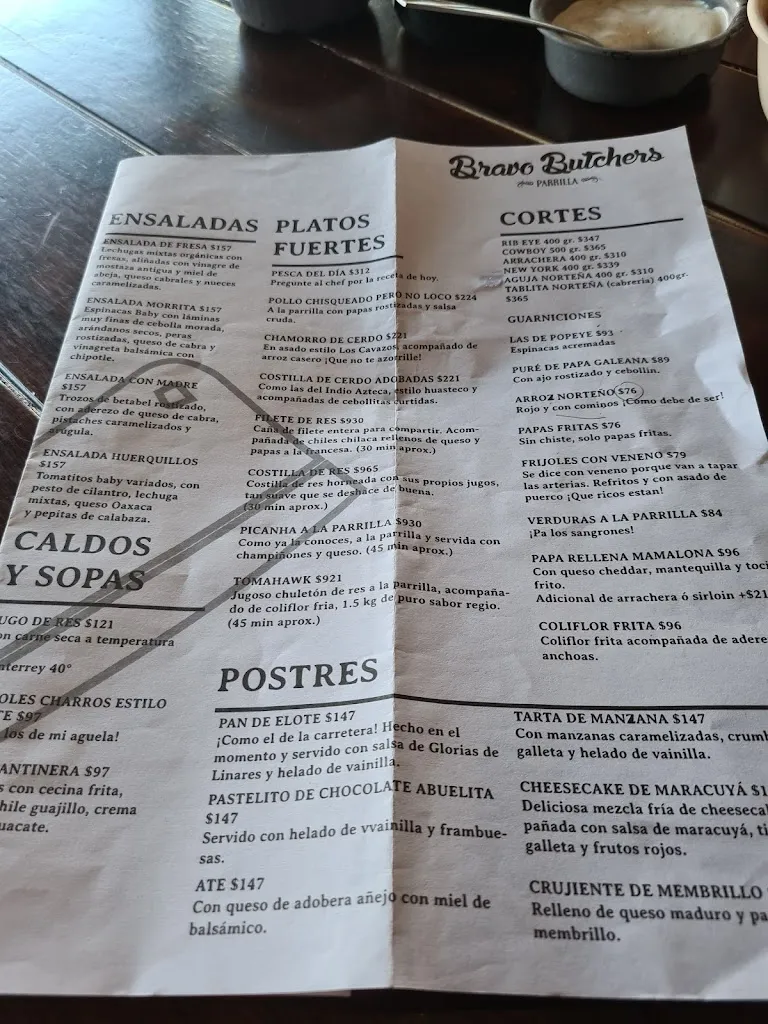 Bravo Butchers
PARRILLA
ENSALADAS
ENSALADA DE FRESA $157
Lechugas mixtas orgánicas con
fresas, aliñadas con vinagre de
mostaza antigua y miel de
abeja, queso cabrales y nueces
caramelizadas.
ENSALADA MORRITA $157
Espinacas Baby con láminas
muy finas de cebolla morada,
arándanos secos, peras
rostizadas, queso de cabra y
vinagreta balsámica con
chipotle.
ENSALADA CON MADRE
$157
Trozos de betabel rostizado,
con aderezo de queso de cabra,
pistaches caramelizados y
arúgula.
ENSALADA HUERQUILLOS
$157
Tomatitos baby variados, con
pesto de cilantro, lechuga
mixtas, queso Oaxaca
y pepitas de calabaza.
CALDOS
Y SOPAS
UGO DE RES $121
on carne seca a temperatura
nterrey 40°
OLES CHARROS ESTILO
TE $97
los de mi aguela!
ANTINERA $97
s con cecina frita,
hile guajillo, crema
uacate.
PLATOS
FUERTES
PESCA DEL DÍA $312
Pregunte al chef por la receta de hoy.
POLLO CHISQUEADO PERO NO LOCO $224
A la parrilla con papas rostizadas y salsa
cruda.
CHAMORRO DE CERDO $221
En asado estilo Los Cavazos, acompañado de
arroz casero ¡Que no te azorrille!
COSTILLA DE CERDO ADOBADAS $221
Como las del Indio Azteca, estilo huasteco y
acompañadas de cebollitas curtidas.
FILETE DE RES $930
Caña de filete entera para compartir. Acom-
pañada de chiles chilaca rellenos de queso y
papas a la francesa. (30 min aprox.)
COSTILLA DE RES $965
Costilla de res horneada con sus propios jugos,
tan suave que se deshace de buena.
(30 min aprox.)
PICANHA A LA PARRILLA $930
Como ya la conoces, a la parrilla y servida con
champiñones y queso. (45 min aprox.)
TOMAHAWK $921
Jugoso chuletón de res a la parrilla, acompaña-
do de coliflor fria, 1.5 kg de puro sabor regio.
(45 min aprox.)
CORTES
RIB EYE 400 gr. $347
COWBOY 500 gr. $365
ARRACHERA 400 gr. $310
NEW YORK 400 gr. $339
AGUJA NORTEÑA 400 gr. $310
TABLITA NORTEÑA (cabreria) 400gr.
$365
GUARNICIONES
LAS DE POPEYE $93
Espinacas acremadas
PURÉ DE PAPA GALEANA $89
Con ajo rostizado y cebollin.
ARROZ NORTEÑO $76
Rojo y con cominos ¡Como debe de ser!
PAPAS FRITAS $76
Sin chiste, solo papas fritas.
FRIJOLES CON VENENO $79
Se dice con veneno porque van a tapar
las arterias. Refritos y con asado de
puerco ¡Que ricos estan!
VERDURAS A LA PARRILLA $84
¡Pa los sangrones!
PAPA RELLENA MAMALONA $96
Con queso cheddar, mantequilla y toci
frito.
Adicional de arrachera ó sirloin +$21
COLIFLOR FRITA $96
Coliflor frita acompañada de adere
anchoas.
POSTRES
PAN DE ELOTE $147
¡Como el de la carretera! Hecho en el
momento y servido con salsa de Glorias de
Linares y helado de vainilla.
PASTELITO DE CHOCOLATE ABUELITA
$147
Servido con helado de vvainilla y frambue-
sas.
ATE $147
Con queso de adobera añejo con miel de
balsámico.
TARTA DE MANZANA $147
Con manzanas caramelizadas, crumb
galleta y helado de vainilla.
CHEESECAKE DE MARACUYÁ $1
Deliciosa mezcla fría de cheeseca
pañada con salsa de maracuyá, ti
galleta y frutos rojos.
CRUJIENTE DE MEMBRILLO
Relleno de queso maduro y pa
membrillo.